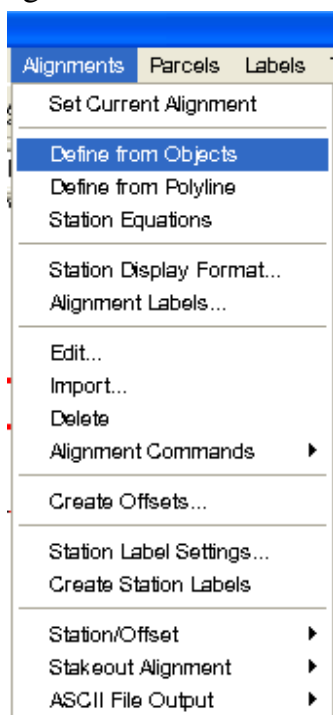 Alignments Parcels Labels
Set Current Alignment
Define from Objects
Define from Polyline
Station Equations
Station Display Format...
Alignment Labels...
Edit...
Import...
Delete
Alignment Commands
Create Offsets...
Station Label Settings...
Create Station Labels
Station/Offset
Stakeout Alignment
ASCII File Output